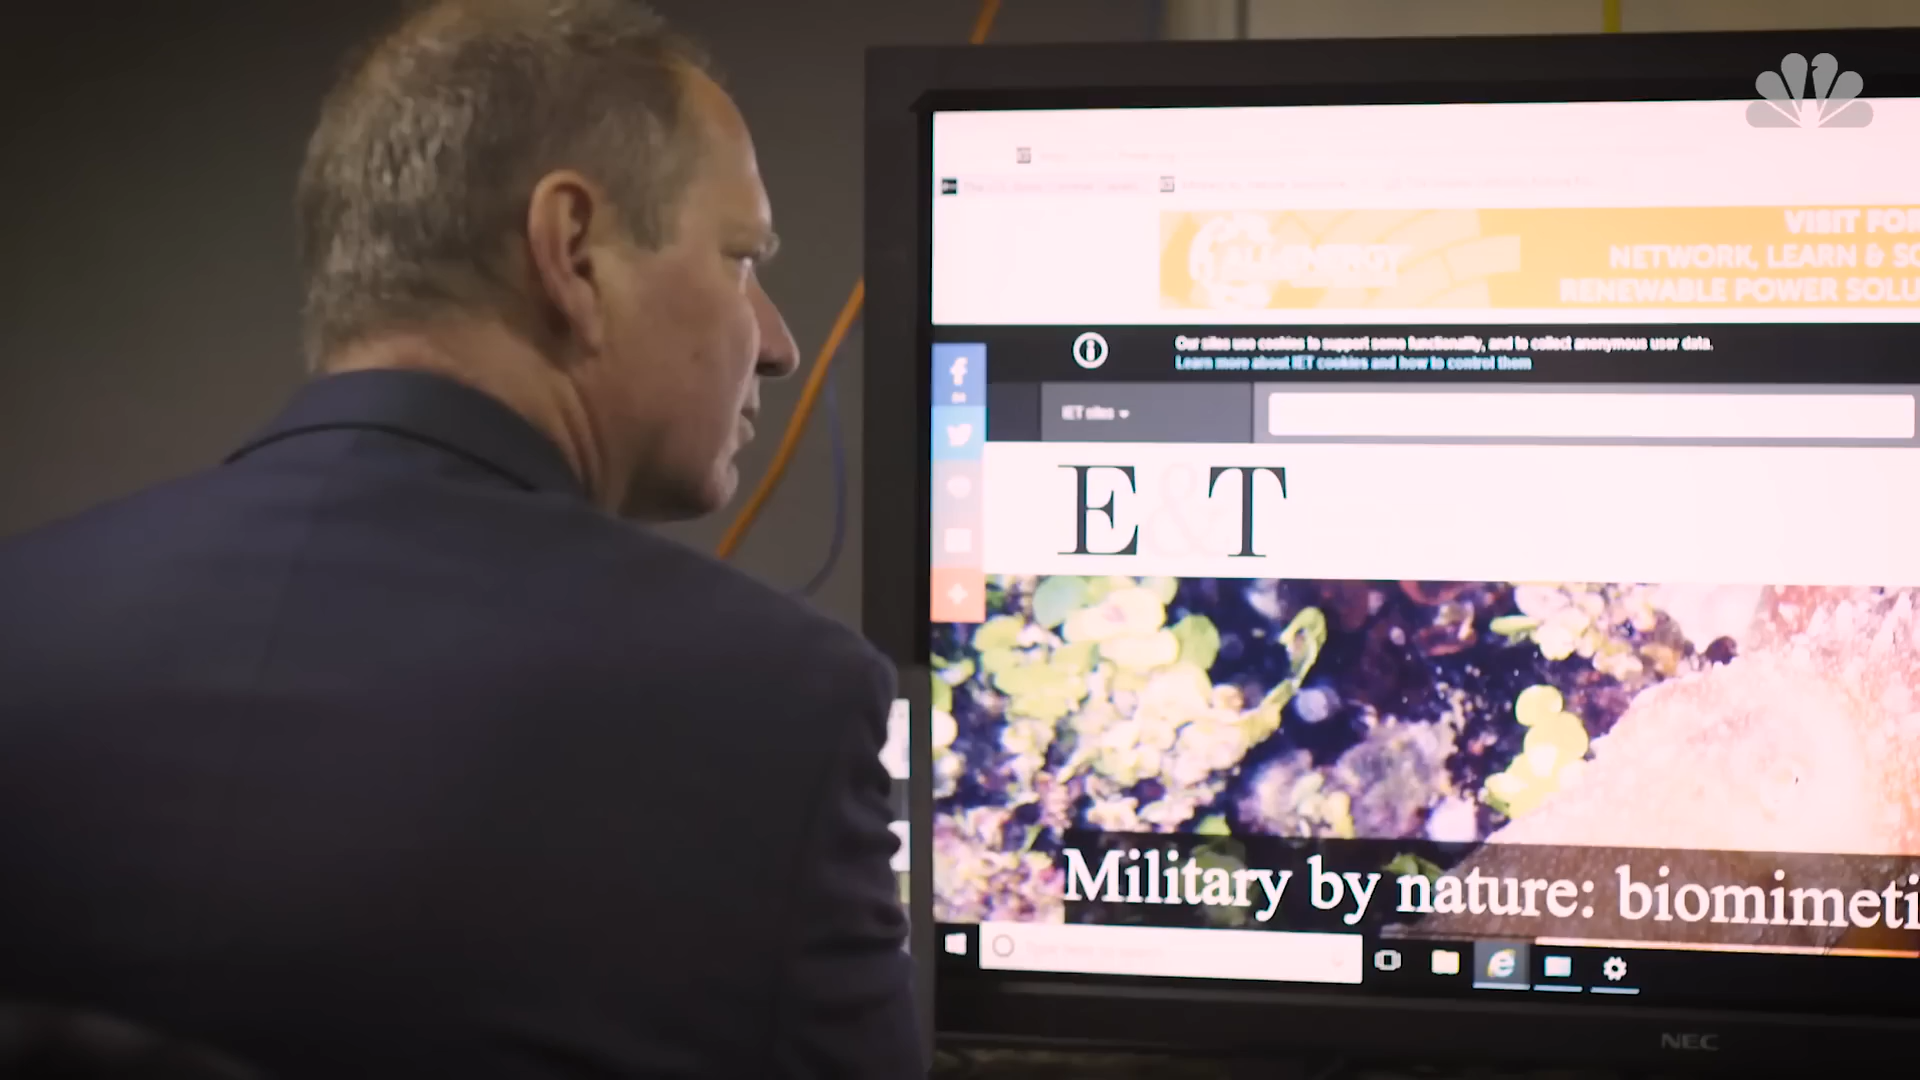 VISIT FOR
ALL-ENERGY
NETWORK, LEARN & SO
RENEWABLE POWER SOLU
Our sites use cookies to support some functionality, and to collect anonymous user data.
Learn more about IET cookies and how to control them
IET sites
E&T
Military by nature: biomimeti
NEC